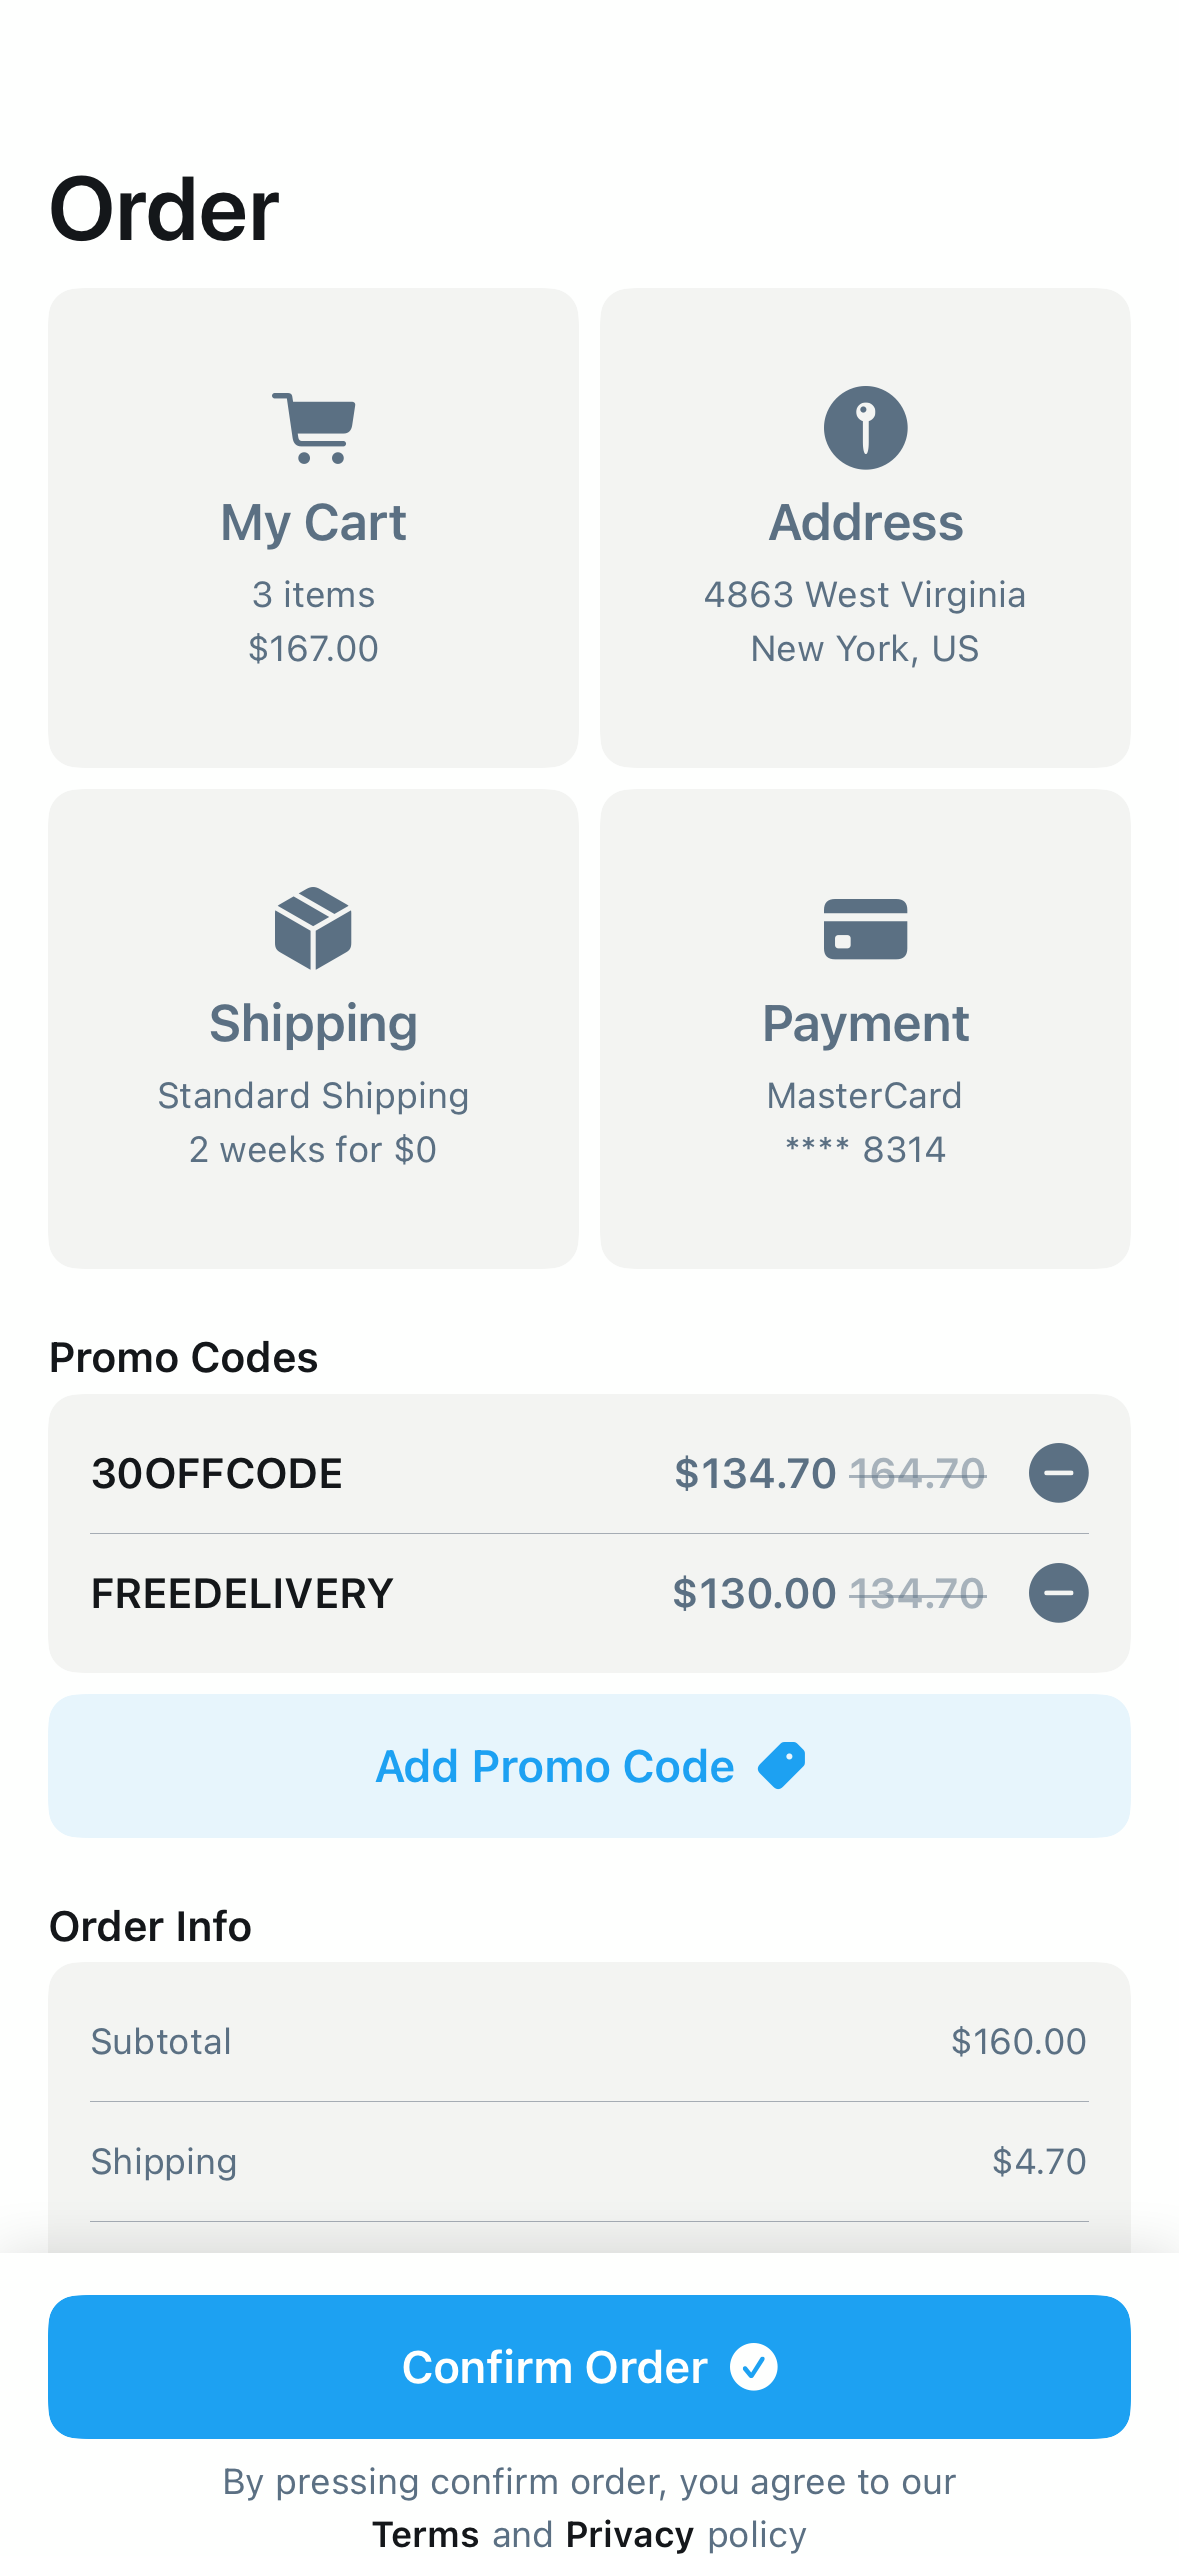 Order
My Cart
3 items
$167.00
Address
4863 West Virginia
New York, US
Shipping
Standard Shipping
2 weeks for $0
Payment
MasterCard
**** 8314
Promo Codes
30OFFCODE $134.70 164.70
FREEDELIVERY $130.00 134.70
Add Promo Code
Order Info
Subtotal $160.00
Shipping $4.70
Confirm Order
By pressing confirm order, you agree to our
Terms and Privacy policy